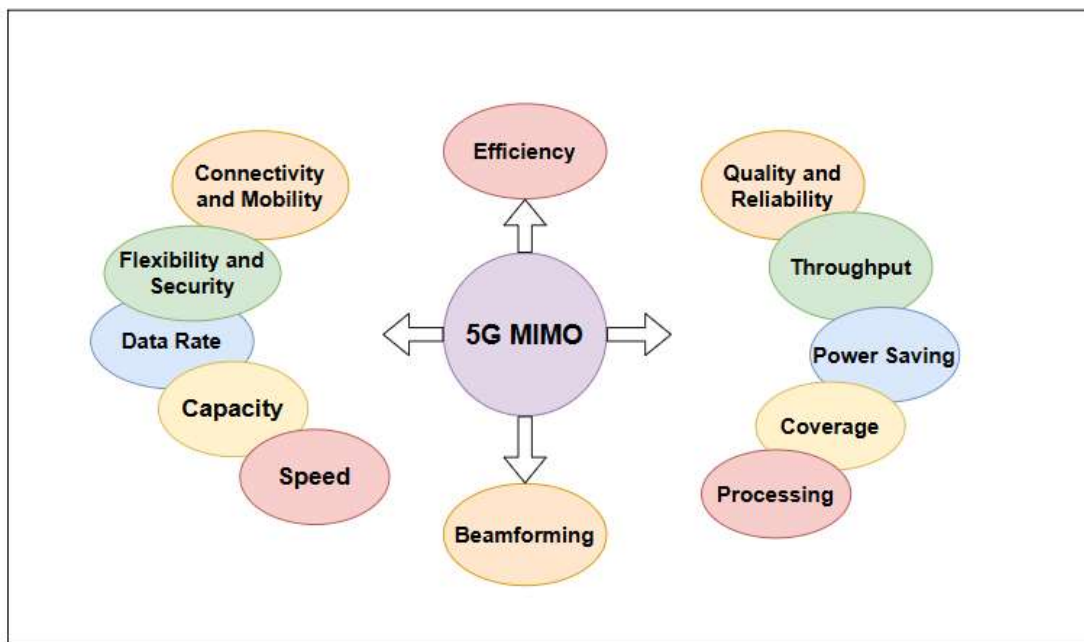 Efficiency
Connectivity
and Mobility
Flexibility and
Security
Data Rate
Capacity
Speed
5G MIMO
Beamforming
Quality and
Reliability
Throughput
Power Saving
Coverage
Processing